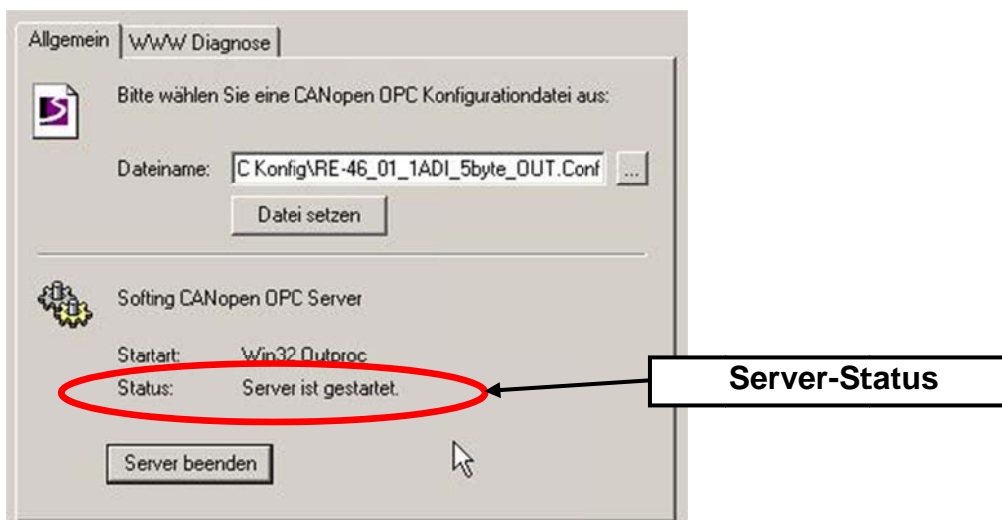 Allgemein WWW Diagnose
Bitte wählen Sie eine CANopen OPC Konfigurationdatei aus:
Dateiname: C Konfig\RE-46_01_1ADI_5byte_OUT.Conf ...
Datei setzen
Softing CANopen OPC Server
Startart: Win32 Outproc
Status: Server ist gestartet.
Server-Status
Server beenden